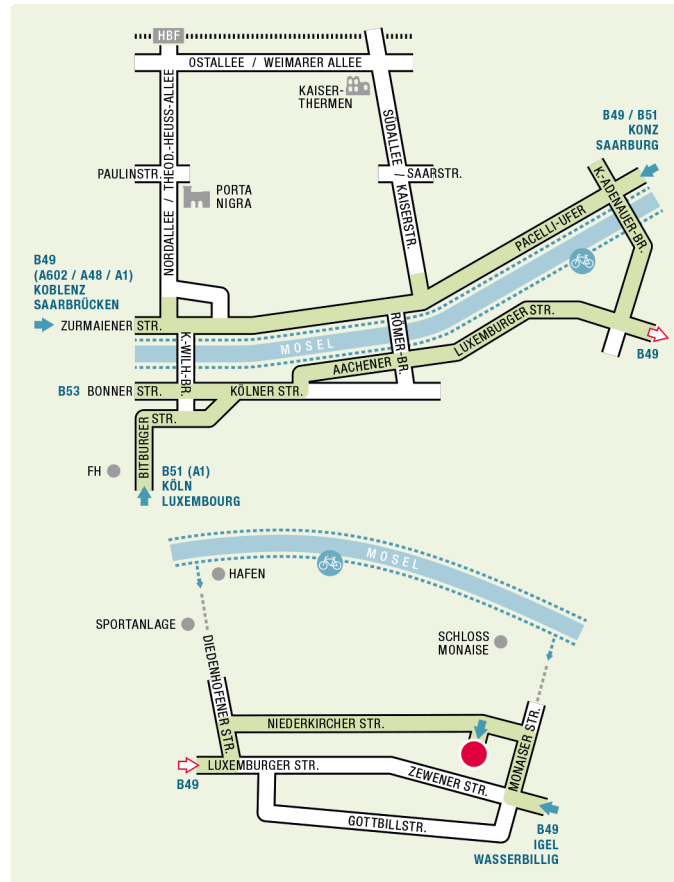 HBF
OSTALLEE / WEIMARER ALLEE
KAISER-
THERMEN
NORDALLEE / THEOD.-HEUSS-ALLEE
SÜDALLEE / KAISERSTR.
B49 / B51
KONZ
SAARBURG
PAULINSTR.
SAARSTR.
K-ADENAUER-BR.
PORTA
NIGRA
PACELLI-UFER
B49
(A602 / A48 / A1)
KOBLENZ
SAARBRÜCKEN
ZURMAIENER STR.
MOSEL
K-WILH-BR.
RÖMER-BR.
LUXEMBURGER STR.
B49
AACHENER
B53 BONNER STR.
KÖLNER STR.
BITBURGER STR.
FH
B51 (A1)
KÖLN
LUXEMBOURG
MOSEL
HAFEN
SPORTANLAGE
SCHLOSS
MONAISE
DIEDENHOFENER STR.
NIEDERKIRCHER STR.
MONAISER STR.
LUXEMBURGER STR.
B49
ZEWENER STR.
GOTTBILLSTR.
B49
IGEL
WASSERBILLIG